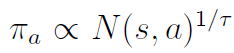 π_a ∝ N(s, a)^{1/τ}